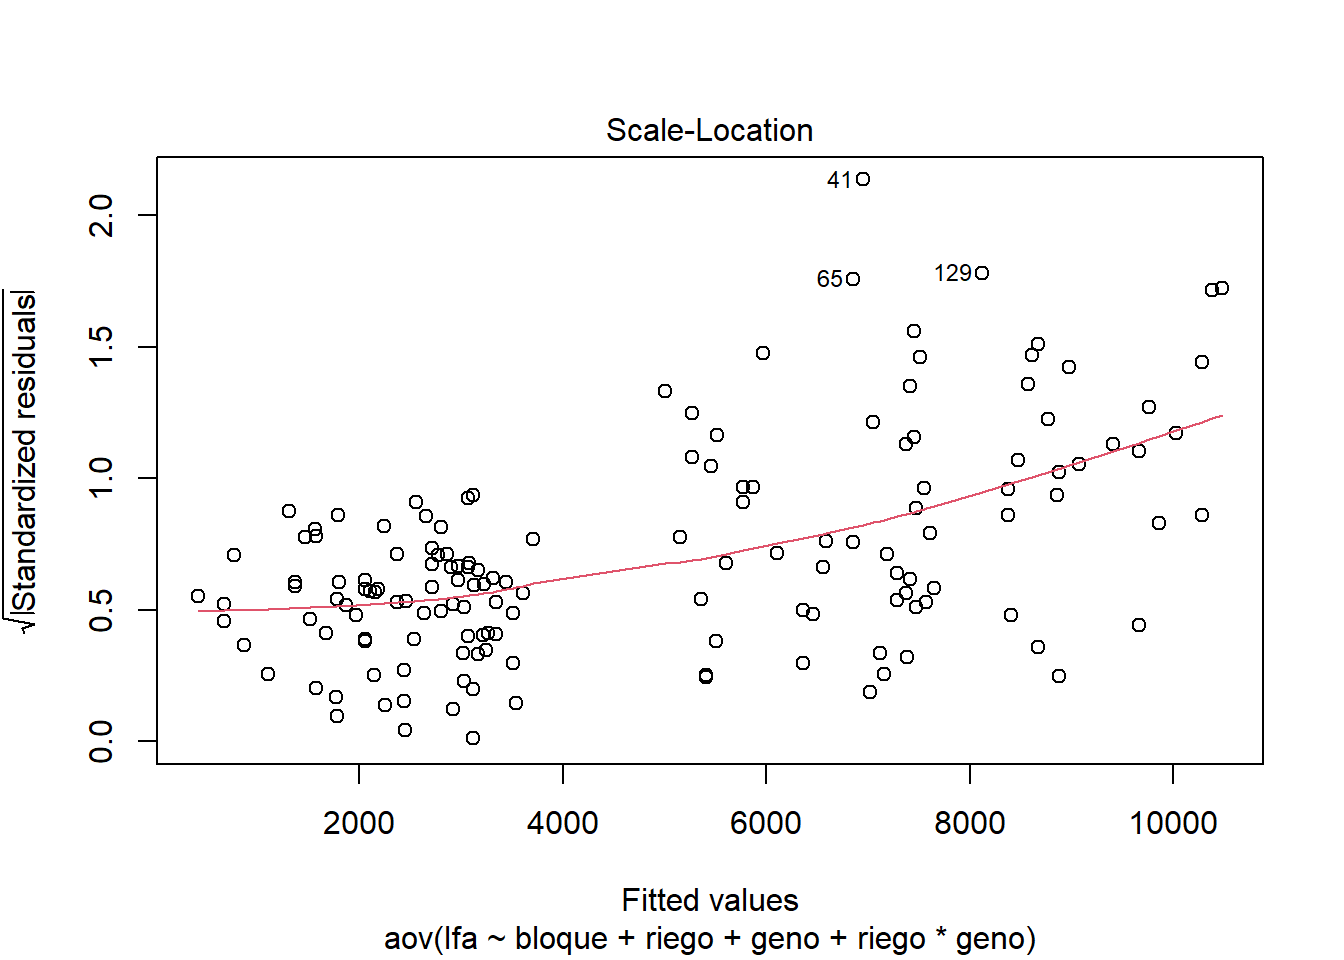 Scale-Location
√|Standardized residuals|
2.0
1.5
1.0
0.5
0.0
41
65
129
2000 4000 6000 8000 10000
Fitted values
aov(lfa ~ bloque + riego + geno + riego * geno)